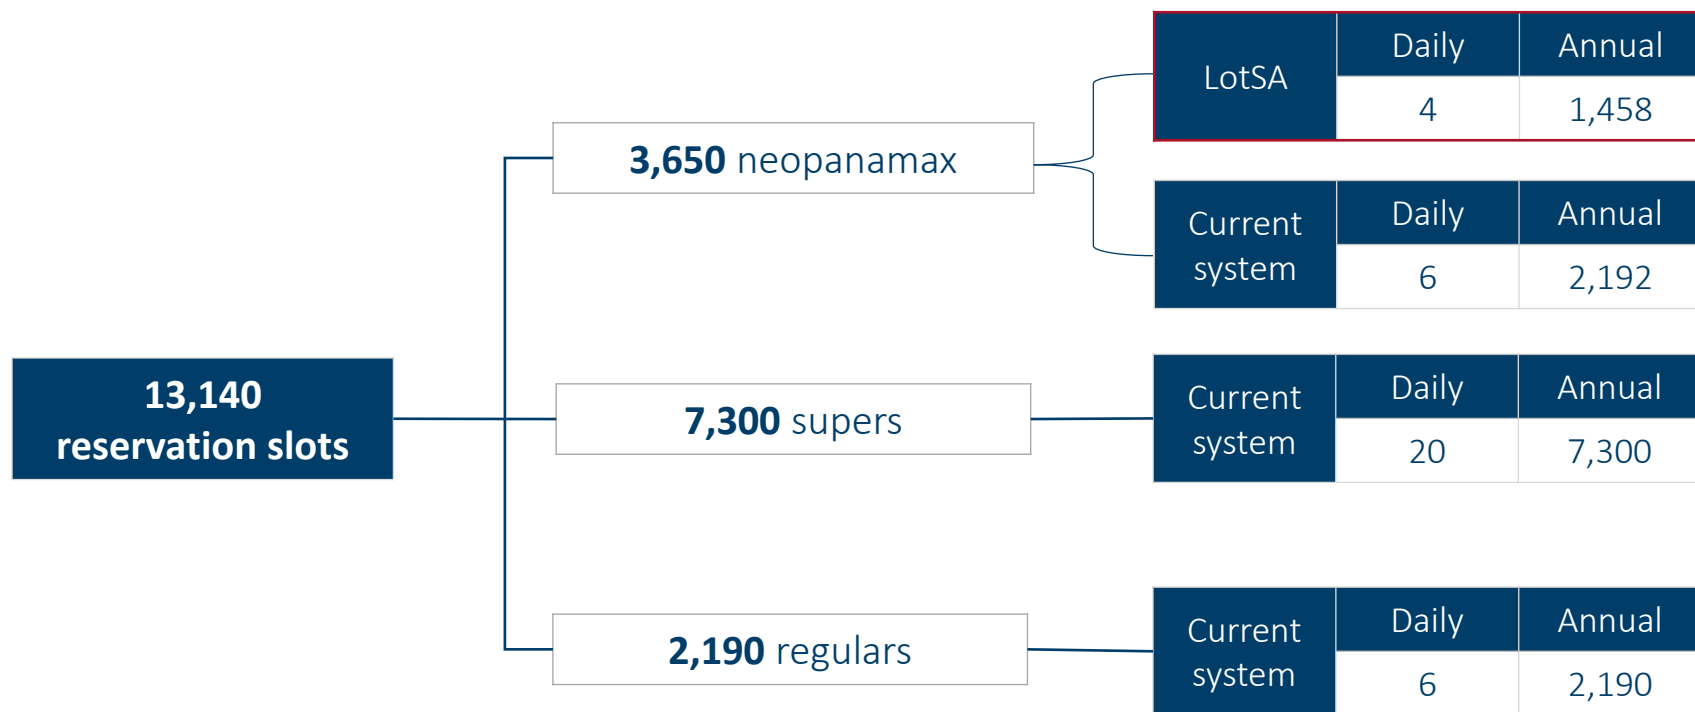 13,140
reservation slots
3,650 neopanamax
LotSA
Daily
Annual
4
1,458
Current
system
Daily
Annual
6
2,192
7,300 supers
Current
system
Daily
Annual
20
7,300
2,190 regulars
Current
system
Daily
Annual
6
2,190